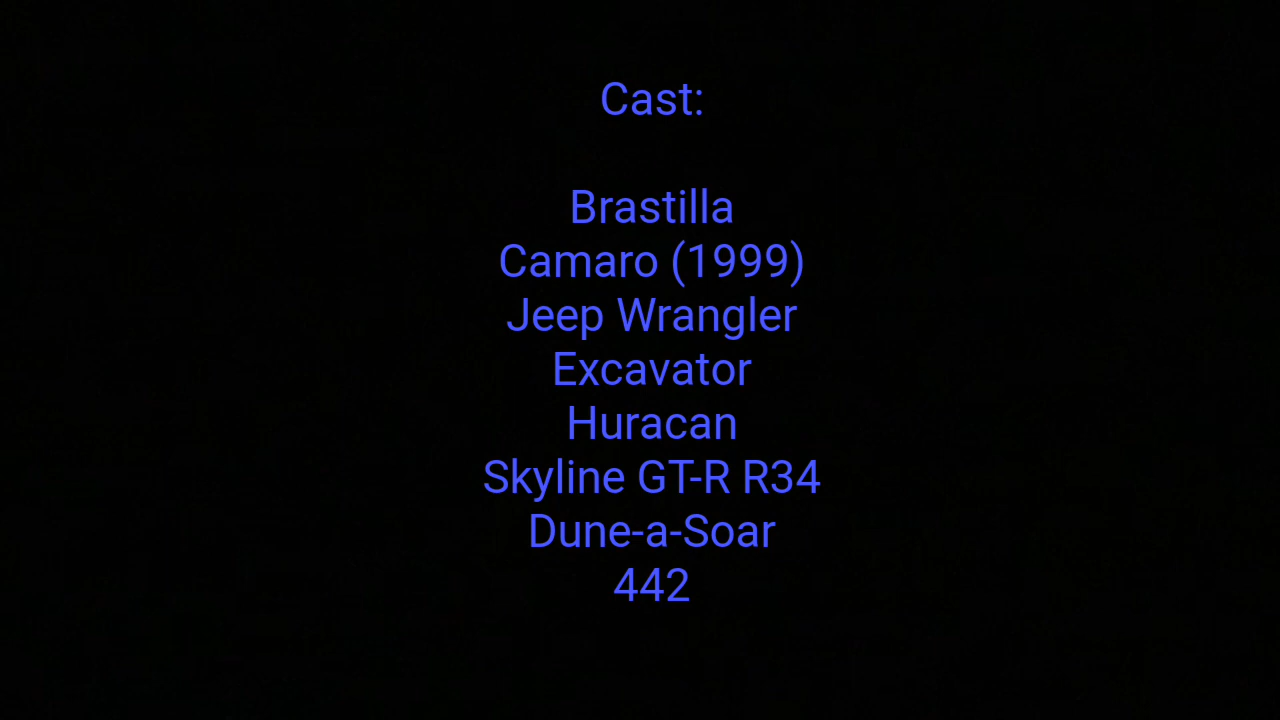 Cast:
Brastilla
Camaro (1999)
Jeep Wrangler
Excavator
Huracan
Skyline GT-R R34
Dune-a-Soar
442